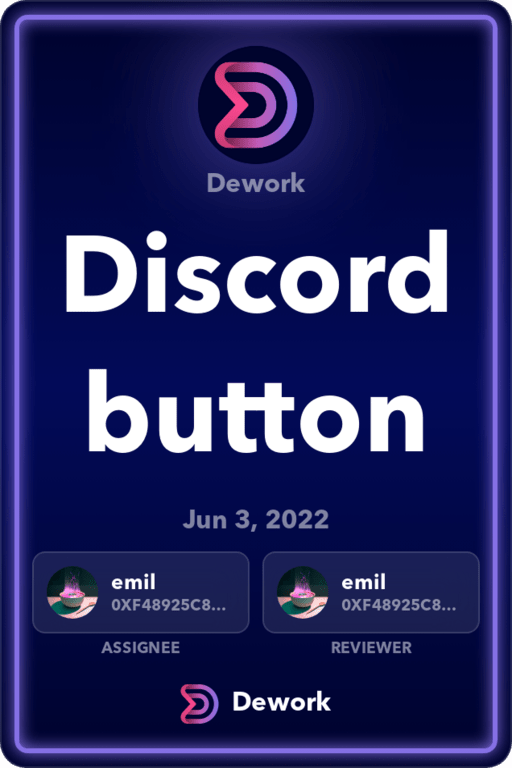 Dework
Discord
button
Jun 3, 2022
emil
0XF48925C8...
emil
0XF48925C8...
ASSIGNEE
REVIEWER
Dework